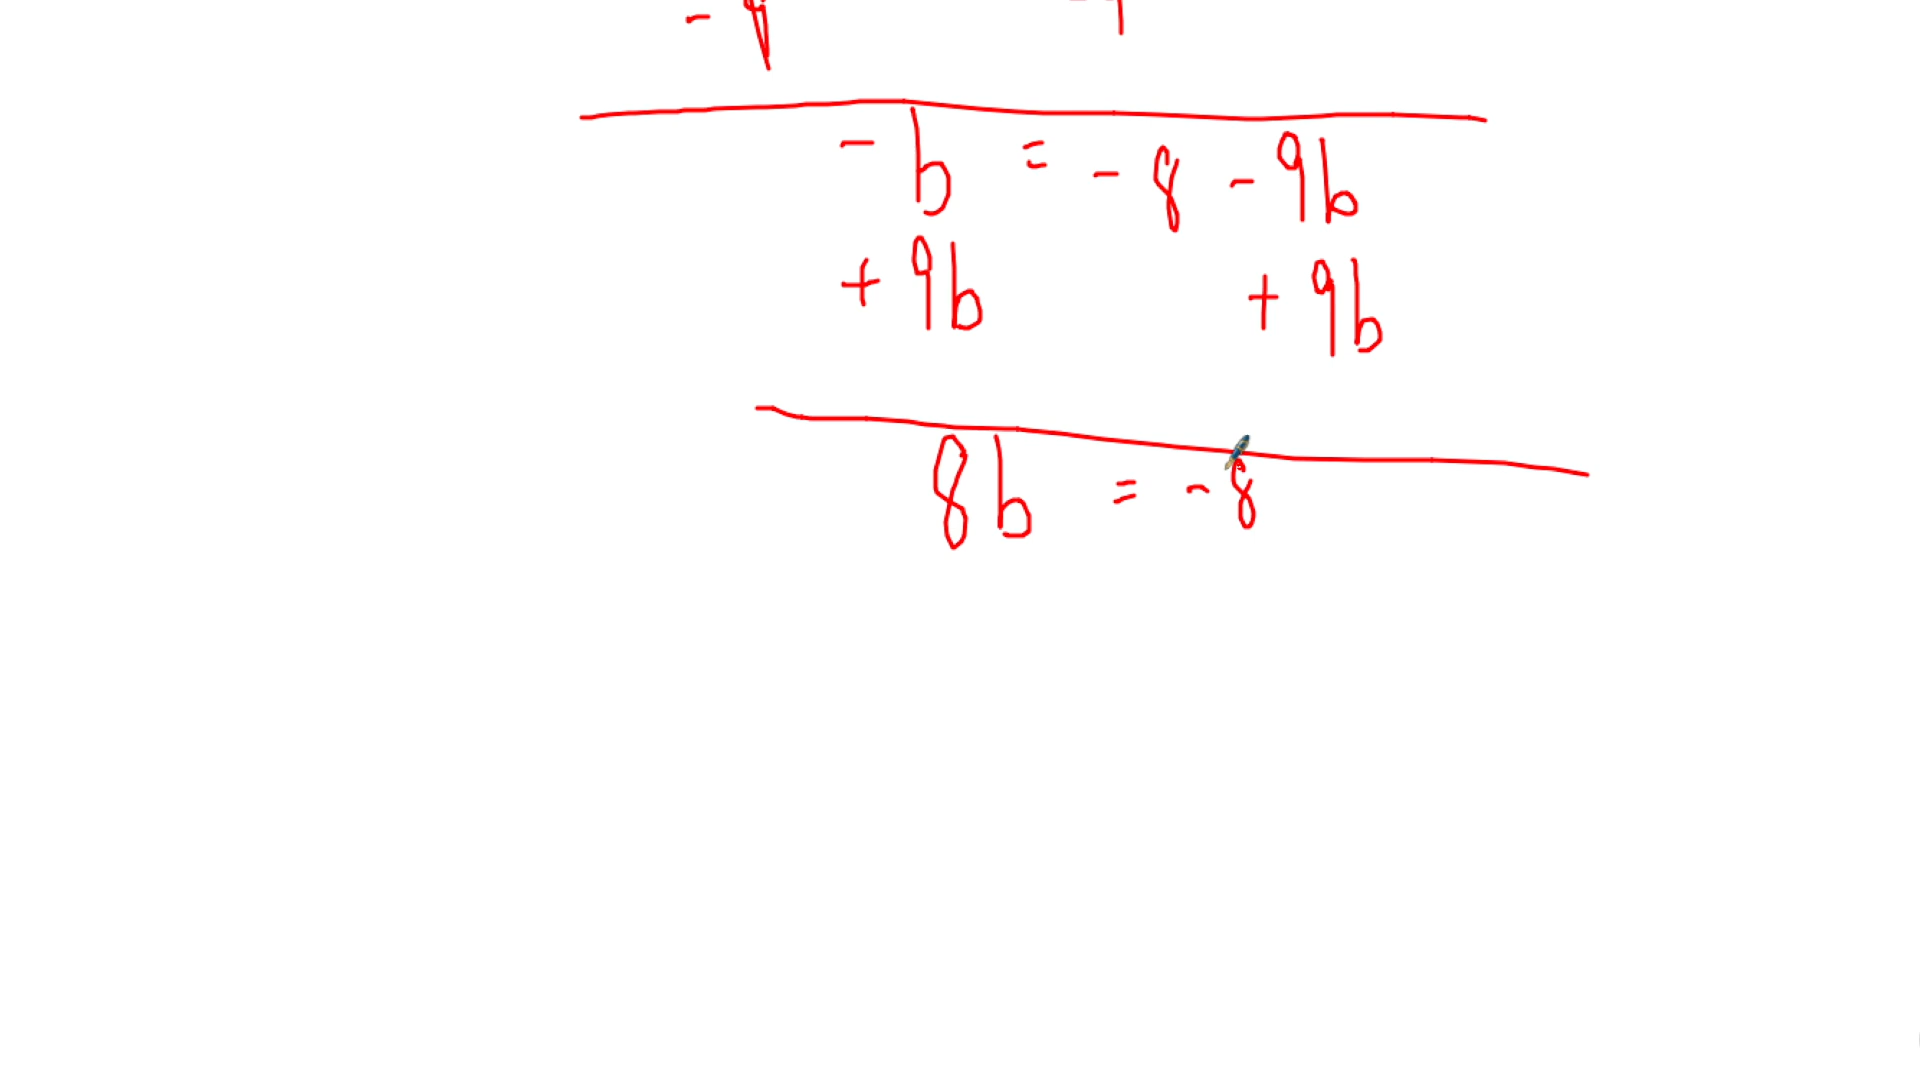 - b = - 8 - 9b
+ 9b + 9b
8b = - 8